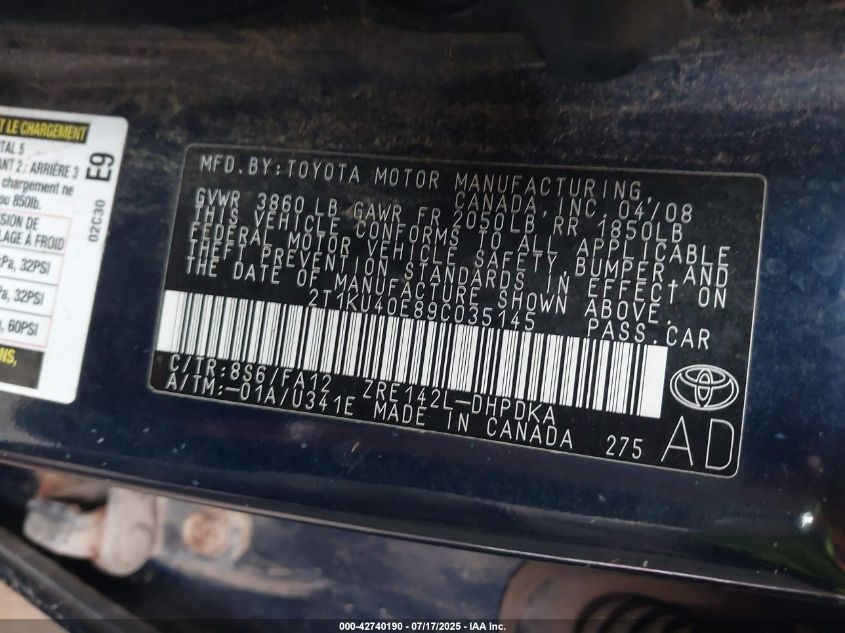 T LE CHARGEMENT
TAL 5
ANT 2 : ARRIÈRE 3
chargement ne
ou 850lb.
SION DE
LAGE À FROID
Pa, 32PSI
Pa, 32PSI
, 60PSI
NS,
E9
02C30
MFD. BY:TOYOTA MOTOR MANUFACTURING,
CANADA, INC. 04/08
GVWR 3860 LB GAWR FR 2050LB RR 1850LB
THIS VEHICLE CONFORMS TO ALL APPLICABLE
FEDERAL MOTOR VEHICLE SAFETY, BUMPER AND
THEFT PREVENTION STANDARDS IN EFFECT ON
THE DATE OF MANUFACTURE SHOWN ABOVE.
2T1KU40E89C035145 PASS.CAR
C/TR:8S6/FA12 ZRE142L-DHPDKA
A/TM:-01A/U341E MADE IN CANADA 275
AD
000-42740190 - 07/17/2025 - IAA Inc.